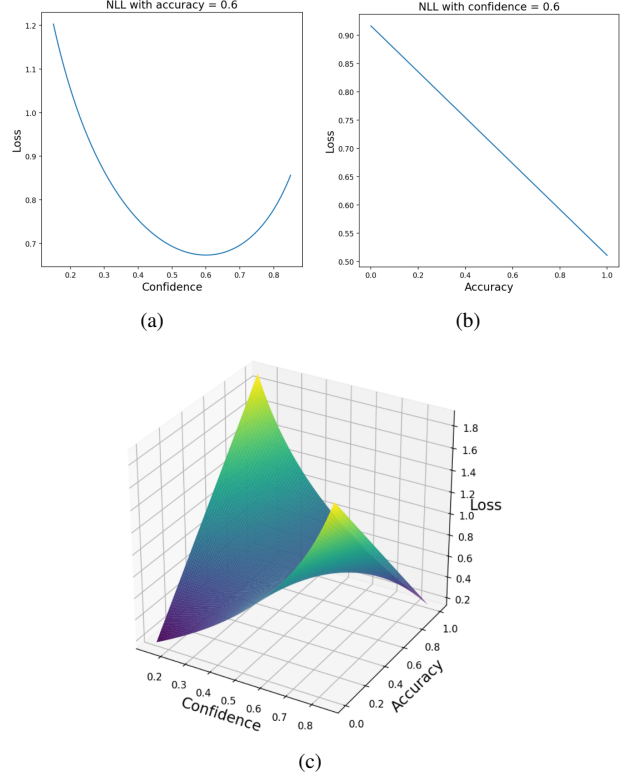 NLL with accuracy = 0.6
1.2
1.1
1.0
0.9
0.8
0.7
Loss
0.2 0.3 0.4 0.5 0.6 0.7 0.8
Confidence
(a)
NLL with confidence = 0.6
0.90
0.85
0.80
0.75
0.70
0.65
0.60
0.55
0.50
Loss
0.0 0.2 0.4 0.6 0.8 1.0
Accuracy
(b)
1.8
1.6
1.4
1.2
1.0
0.8
0.6
0.4
0.2
Loss
0.2 0.3 0.4 0.5 0.6 0.7 0.8
Confidence
0.0 0.2 0.4 0.6 0.8 1.0
Accuracy
(c)